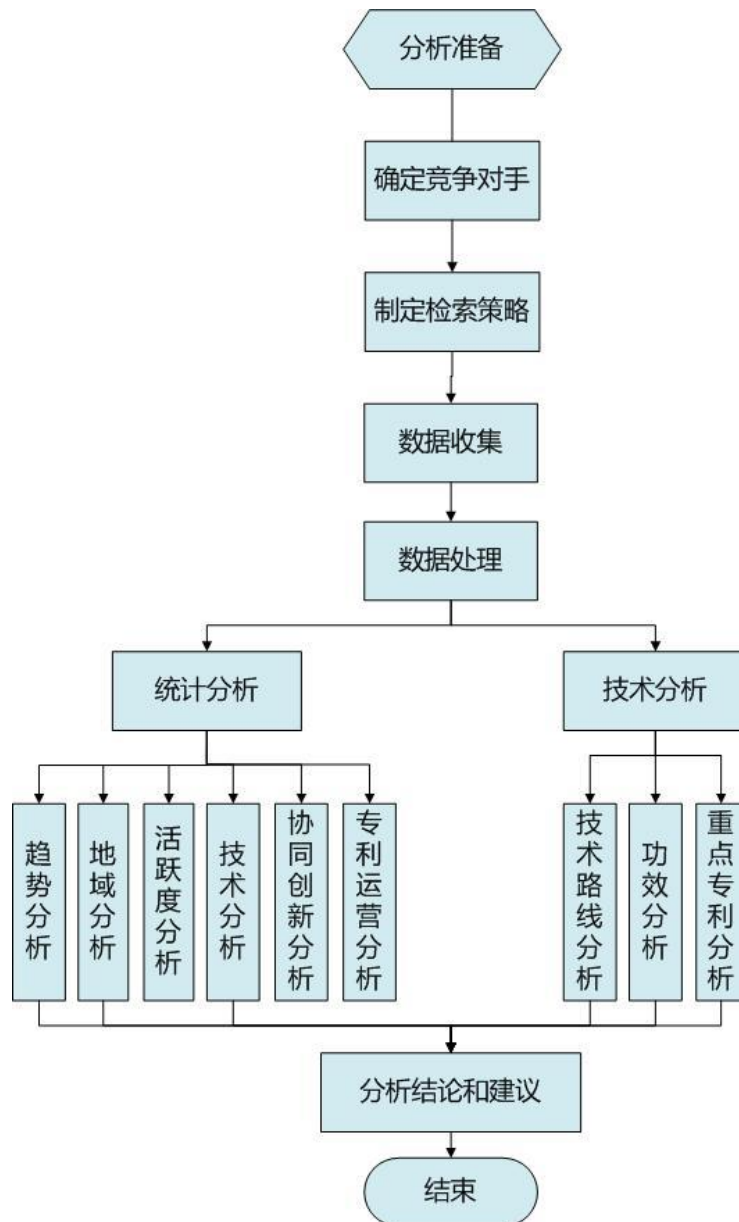 分析准备
确定竞争对手
制定检索策略
数据收集
数据处理
统计分析
技术分析
趋势分析
地域分析
活跃度分析
技术分析
协同创新分析
专利运营分析
技术路线分析
功效分析
重点专利分析
分析结论和建议
结束